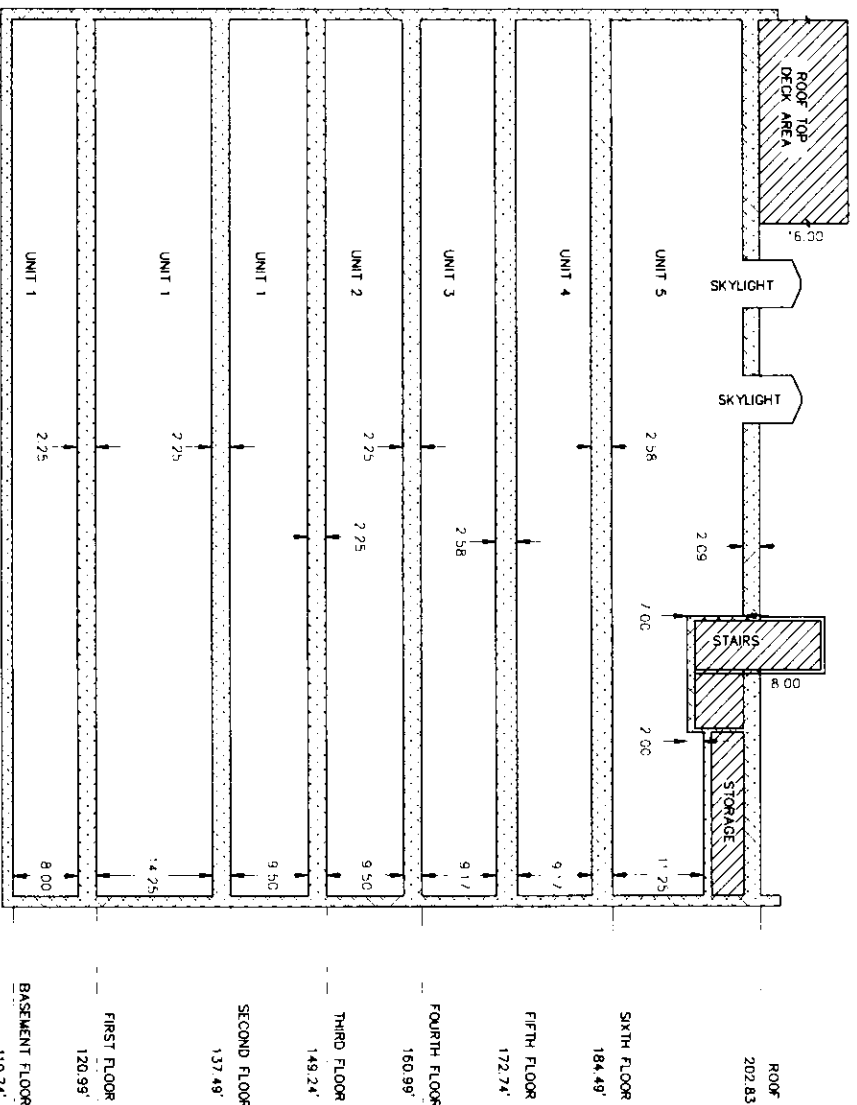 ROOF TOP
DECK AREA
SKYLIGHT
SKYLIGHT
STAIRS
8.00
STORAGE
7.00
2.00
2.09
11.25
UNIT 5
2.58
9.17
UNIT 4
2.58
9.17
UNIT 3
2.25
9.50
UNIT 2
2.25
9.50
UNIT 1
2.25
14.25
UNIT 1
2.25
8.00
UNIT 1
ROOF
202.83
SIXTH FLOOR
184.49'
FIFTH FLOOR
172.74'
FOURTH FLOOR
160.99'
THIRD FLOOR
149.24'
SECOND FLOOR
137.49'
FIRST FLOOR
120.99'
BASEMENT FLOOR
110.74'